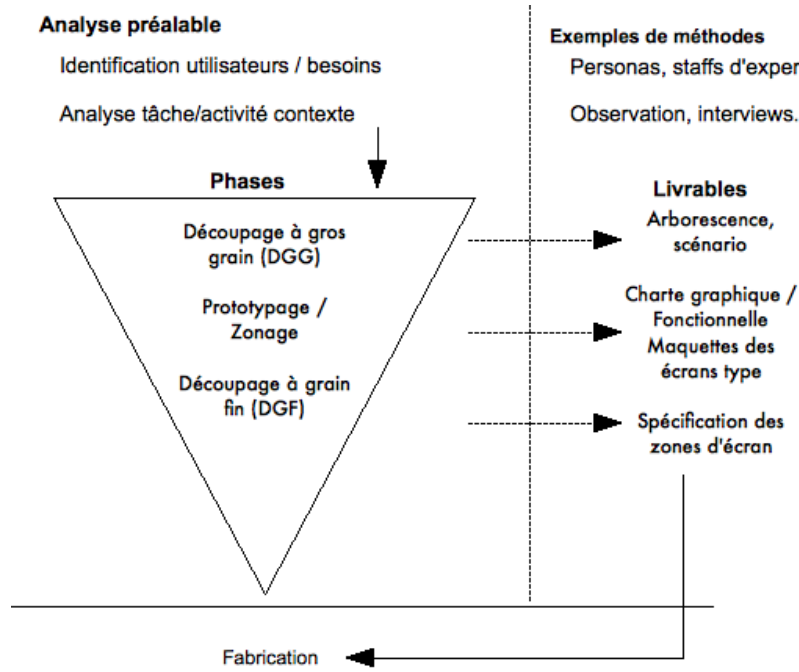 Analyse préalable
Identification utilisateurs / besoins
Analyse tâche/activité contexte
Exemples de méthodes
Personas, staffs d'exper
Observation, interviews.
Phases
Découpage à gros
grain (DGG)
Prototypage /
Zonage
Découpage à grain
fin (DGF)
Livrables
Arborescence,
scénario
Charte graphique /
Fonctionnelle
Maquettes des
écrans type
Spécification des
zones d'écran
Fabrication